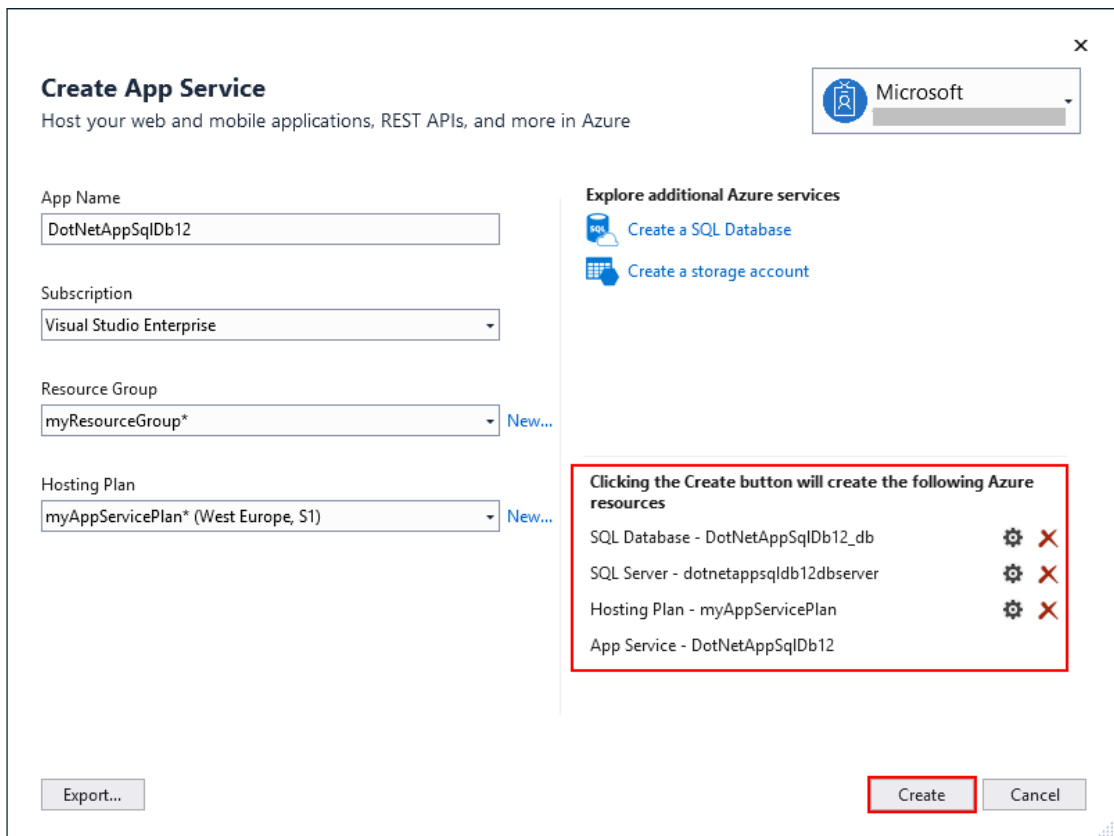 Create App Service
Host your web and mobile applications, REST APIs, and more in Azure
Microsoft
App Name
DotNetAppSqlDb12
Subscription
Visual Studio Enterprise
Resource Group
myResourceGroup*
New...
Hosting Plan
myAppServicePlan* (West Europe, S1)
New...
Explore additional Azure services
SQL
Create a SQL Database
Create a storage account
Clicking the Create button will create the following Azure
resources
SQL Database - DotNetAppSqlDb12_db
SQL Server - dotnetappsqldb12dbserver
Hosting Plan - myAppServicePlan
App Service - DotNetAppSqlDb12
Export...
Create
Cancel